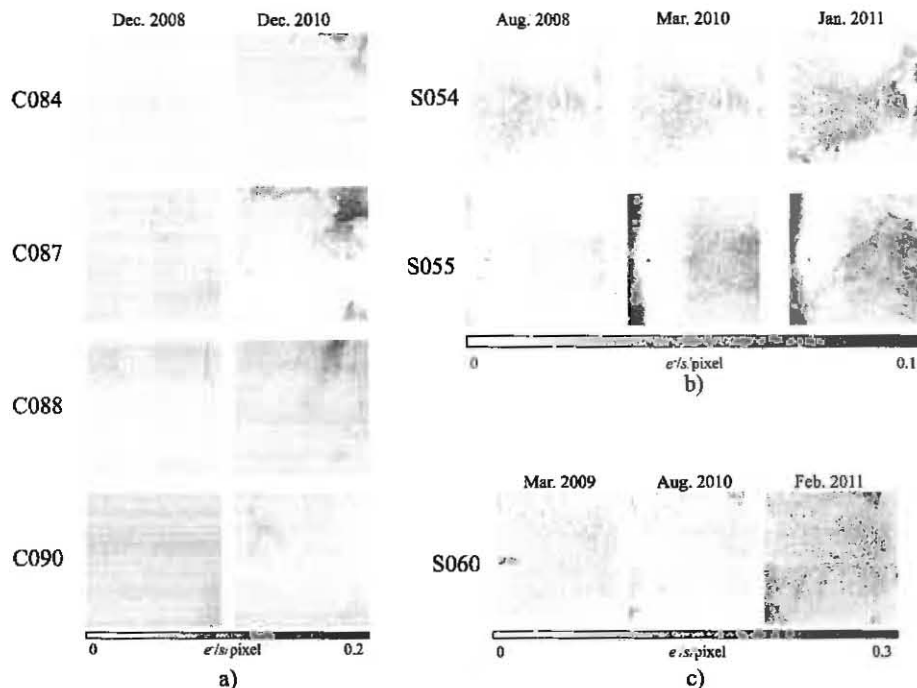 Dec. 2008 Dec. 2010
C084
C087
C088
C090
0 e-/s/pixel 0.2
a)
Aug. 2008 Mar. 2010 Jan. 2011
S054
S055
0 e-/s/pixel 0.1
b)
Mar. 2009 Aug. 2010 Feb. 2011
S060
0 e-/s/pixel 0.3
c)